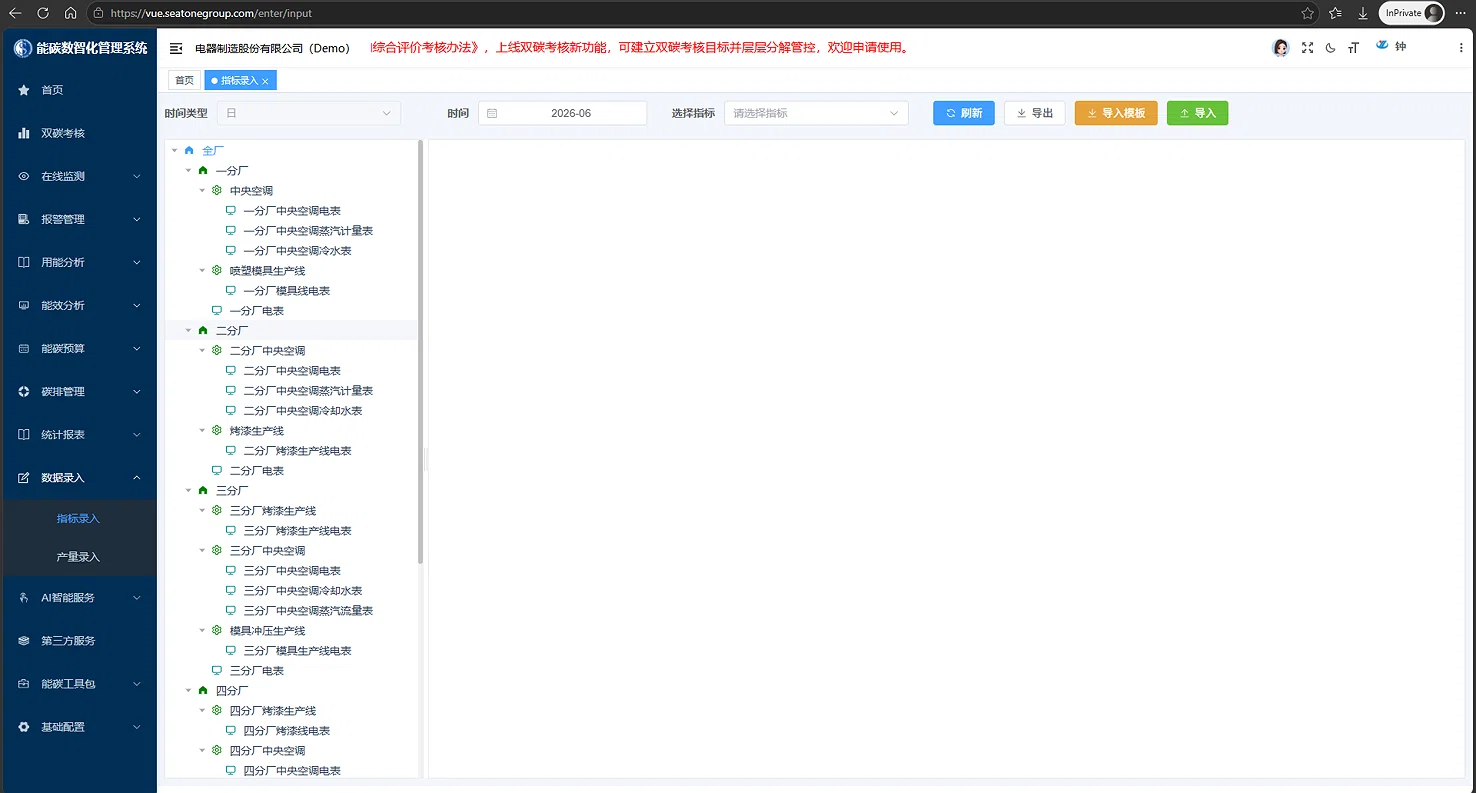 https://vue.seatonegroup.com/enter/input
InPrivate
能碳数智化管理系统
电器制造股份有限公司（Demo）
综合评价考核办法》，上线双碳考核新功能，可建立双碳考核目标并层层分解管控，欢迎申请使用。
钟
首页
双碳考核
在线监测
报警管理
用能分析
能效分析
能碳预算
碳排管理
统计报表
数据录入
指标录入
产量录入
AI智能服务
第三方服务
能碳工具包
基础配置
首页
指标录入
时间类型
日
时间
2026-06
选择指标
请选择指标
刷新
导出
导入模板
导入
全厂
一分厂
中央空调
一分厂中央空调电表
一分厂中央空调蒸汽计量表
一分厂中央空调冷水表
喷塑模具生产线
一分厂模具线电表
一分厂电表
二分厂
二分厂中央空调
二分厂中央空调电表
二分厂中央空调蒸汽计量表
二分厂中央空调冷却水表
烤漆生产线
二分厂烤漆生产线电表
二分厂电表
三分厂
三分厂烤漆生产线
三分厂烤漆生产线电表
三分厂中央空调
三分厂中央空调电表
三分厂中央空调冷却水表
三分厂中央空调蒸汽流量表
模具冲压生产线
三分厂模具生产线电表
三分厂电表
四分厂
四分厂烤漆生产线
四分厂烤漆线电表
四分厂中央空调
四分厂中央空调电表